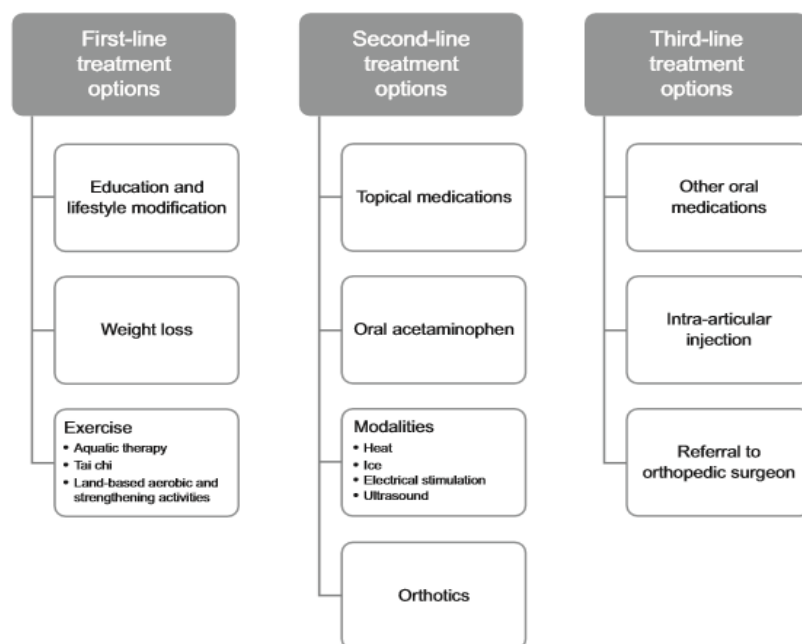 First-line
treatment
options
Education and
lifestyle modification
Weight loss
Exercise
• Aquatic therapy
• Tai chi
• Land-based aerobic and
strengthening activities
Second-line
treatment
options
Topical medications
Oral acetaminophen
Modalities
• Heat
• Ice
• Electrical stimulation
• Ultrasound
Orthotics
Third-line
treatment
options
Other oral
medications
Intra-articular
injection
Referral to
orthopedic surgeon